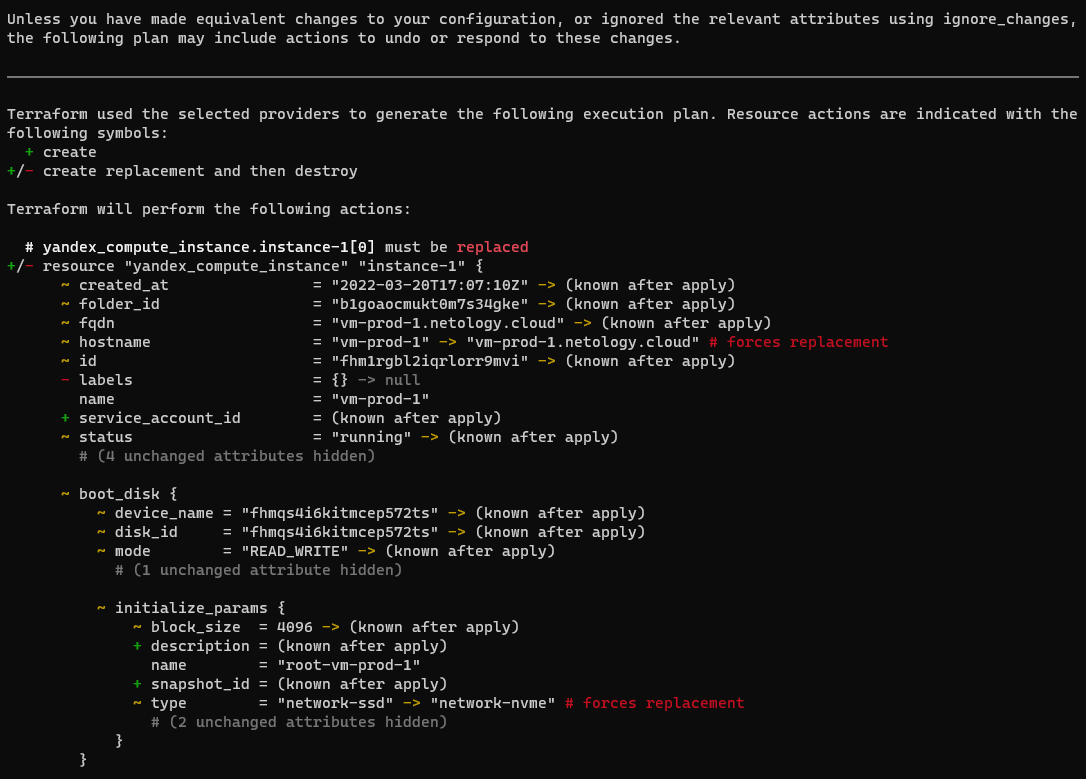 Unless you have made equivalent changes to your configuration, or ignored the relevant attributes using ignore_changes,
the following plan may include actions to undo or respond to these changes.
Terraform used the selected providers to generate the following execution plan. Resource actions are indicated with the
following symbols:
  + create
+/- create replacement and then destroy
Terraform will perform the following actions:
  # yandex_compute_instance.instance-1[0] must be replaced
+/- resource "yandex_compute_instance" "instance-1" {
      ~ created_at                = "2022-03-20T17:07:10Z" -> (known after apply)
      ~ folder_id                 = "b1goaocmukt0m7s34gke" -> (known after apply)
      ~ fqdn                      = "vm-prod-1.netology.cloud" -> (known after apply)
      ~ hostname                  = "vm-prod-1" -> "vm-prod-1.netology.cloud" # forces replacement
      ~ id                        = "fhm1rgbl2iqrlorr9mvi" -> (known after apply)
      - labels                    = {} -> null
        name                      = "vm-prod-1"
      + service_account_id        = (known after apply)
      ~ status                    = "running" -> (known after apply)
        # (4 unchanged attributes hidden)
      ~ boot_disk {
          ~ device_name = "fhmqs4i6kitmcep572ts" -> (known after apply)
          ~ disk_id     = "fhmqs4i6kitmcep572ts" -> (known after apply)
          ~ mode        = "READ_WRITE" -> (known after apply)
            # (1 unchanged attribute hidden)
          ~ initialize_params {
              ~ block_size  = 4096 -> (known after apply)
              + description = (known after apply)
                name        = "root-vm-prod-1"
              + snapshot_id = (known after apply)
              ~ type        = "network-ssd" -> "network-nvme" # forces replacement
                # (2 unchanged attributes hidden)
            }
        }